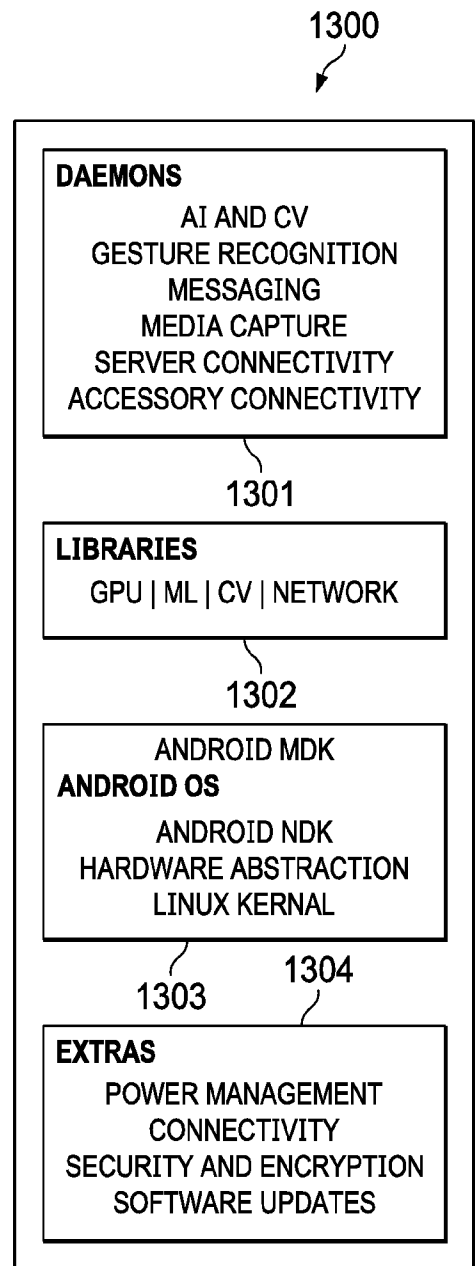 1300
DAEMONS
AI AND CV
GESTURE RECOGNITION
MESSAGING
MEDIA CAPTURE
SERVER CONNECTIVITY
ACCESSORY CONNECTIVITY
1301
LIBRARIES
GPU | ML | CV | NETWORK
1302
ANDROID MDK
ANDROID OS
ANDROID NDK
HARDWARE ABSTRACTION
LINUX KERNAL
1303
1304
EXTRAS
POWER MANAGEMENT
CONNECTIVITY
SECURITY AND ENCRYPTION
SOFTWARE UPDATES